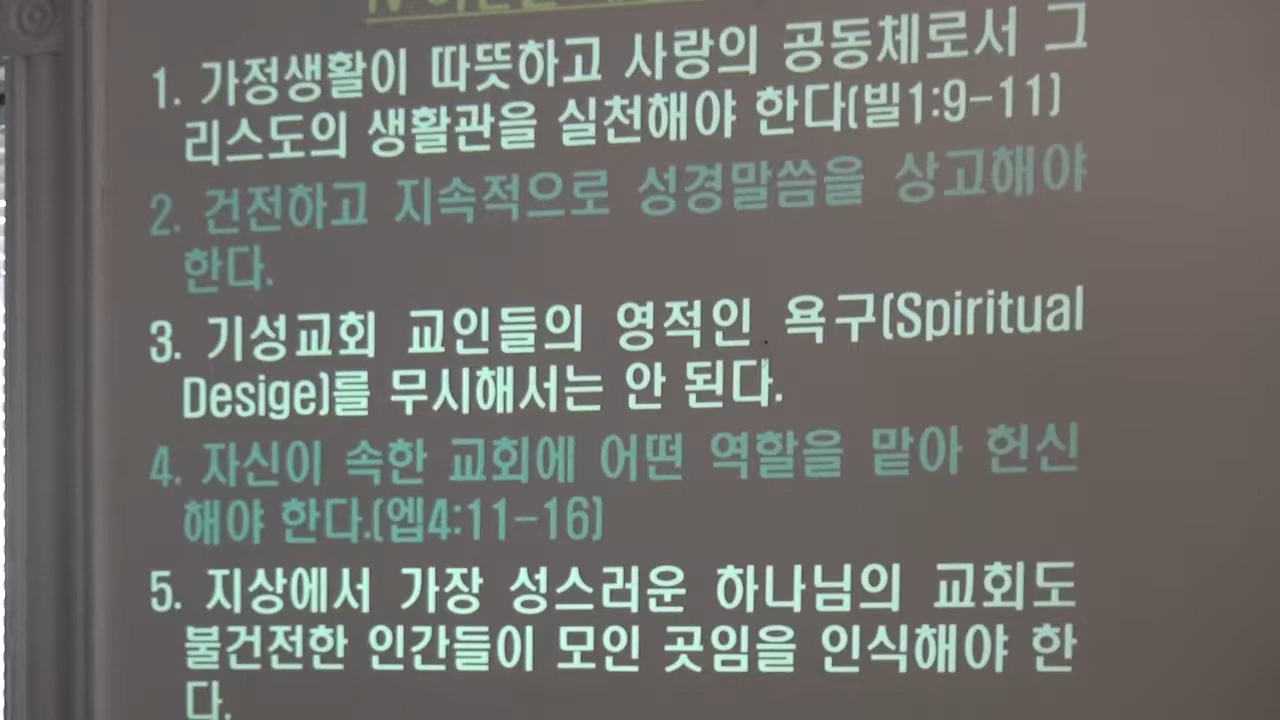 1. 가정생활이 따뜻하고 사랑의 공동체로서 그
리스도의 생활관을 실천해야 한다(빌1:9-11)
2. 건전하고 지속적으로 성경말씀을 상고해야
한다.
3. 기성교회 교인들의 영적인 욕구(Spiritual
Desige)를 무시해서는 안 된다.
4. 자신이 속한 교회에 어떤 역할을 맡아 헌신
해야 한다.(엡4:11-16)
5. 지상에서 가장 성스러운 하나님의 교회도
불건전한 인간들이 모인 곳임을 인식해야 한
다.